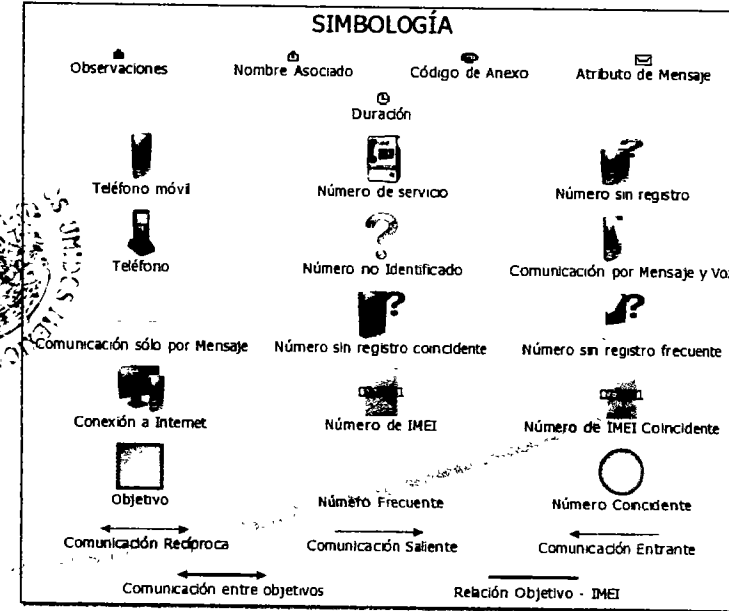 SIMBOLOGÍA
Observaciones
Nombre Asociado
Código de Anexo
Atributo de Mensaje
Duración
Teléfono móvil
Número de servicio
Número sin registro
Teléfono
Número no Identificado
Comunicación por Mensaje y Voz
Comunicación sólo por Mensaje
Número sin registro coincidente
Número sin registro frecuente
Conexión a Internet
Número de IMEI
Número de IMEI Coincidente
Objetivo
Número Frecuente
Número Coincidente
Comunicación Recíproca
Comunicación Saliente
Comunicación Entrante
Comunicación entre objetivos
Relación Objetivo - IMEI